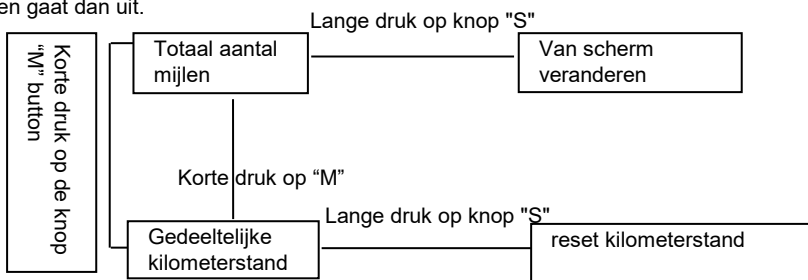 en gaat dan uit.
Lange druk op knop "S"
Korte druk op de knop
“M” button
Totaal aantal
mijlen
Van scherm
veranderen
Korte druk op “M”
Lange druk op knop "S"
Gedeeltelijke
kilometerstand
reset kilometerstand